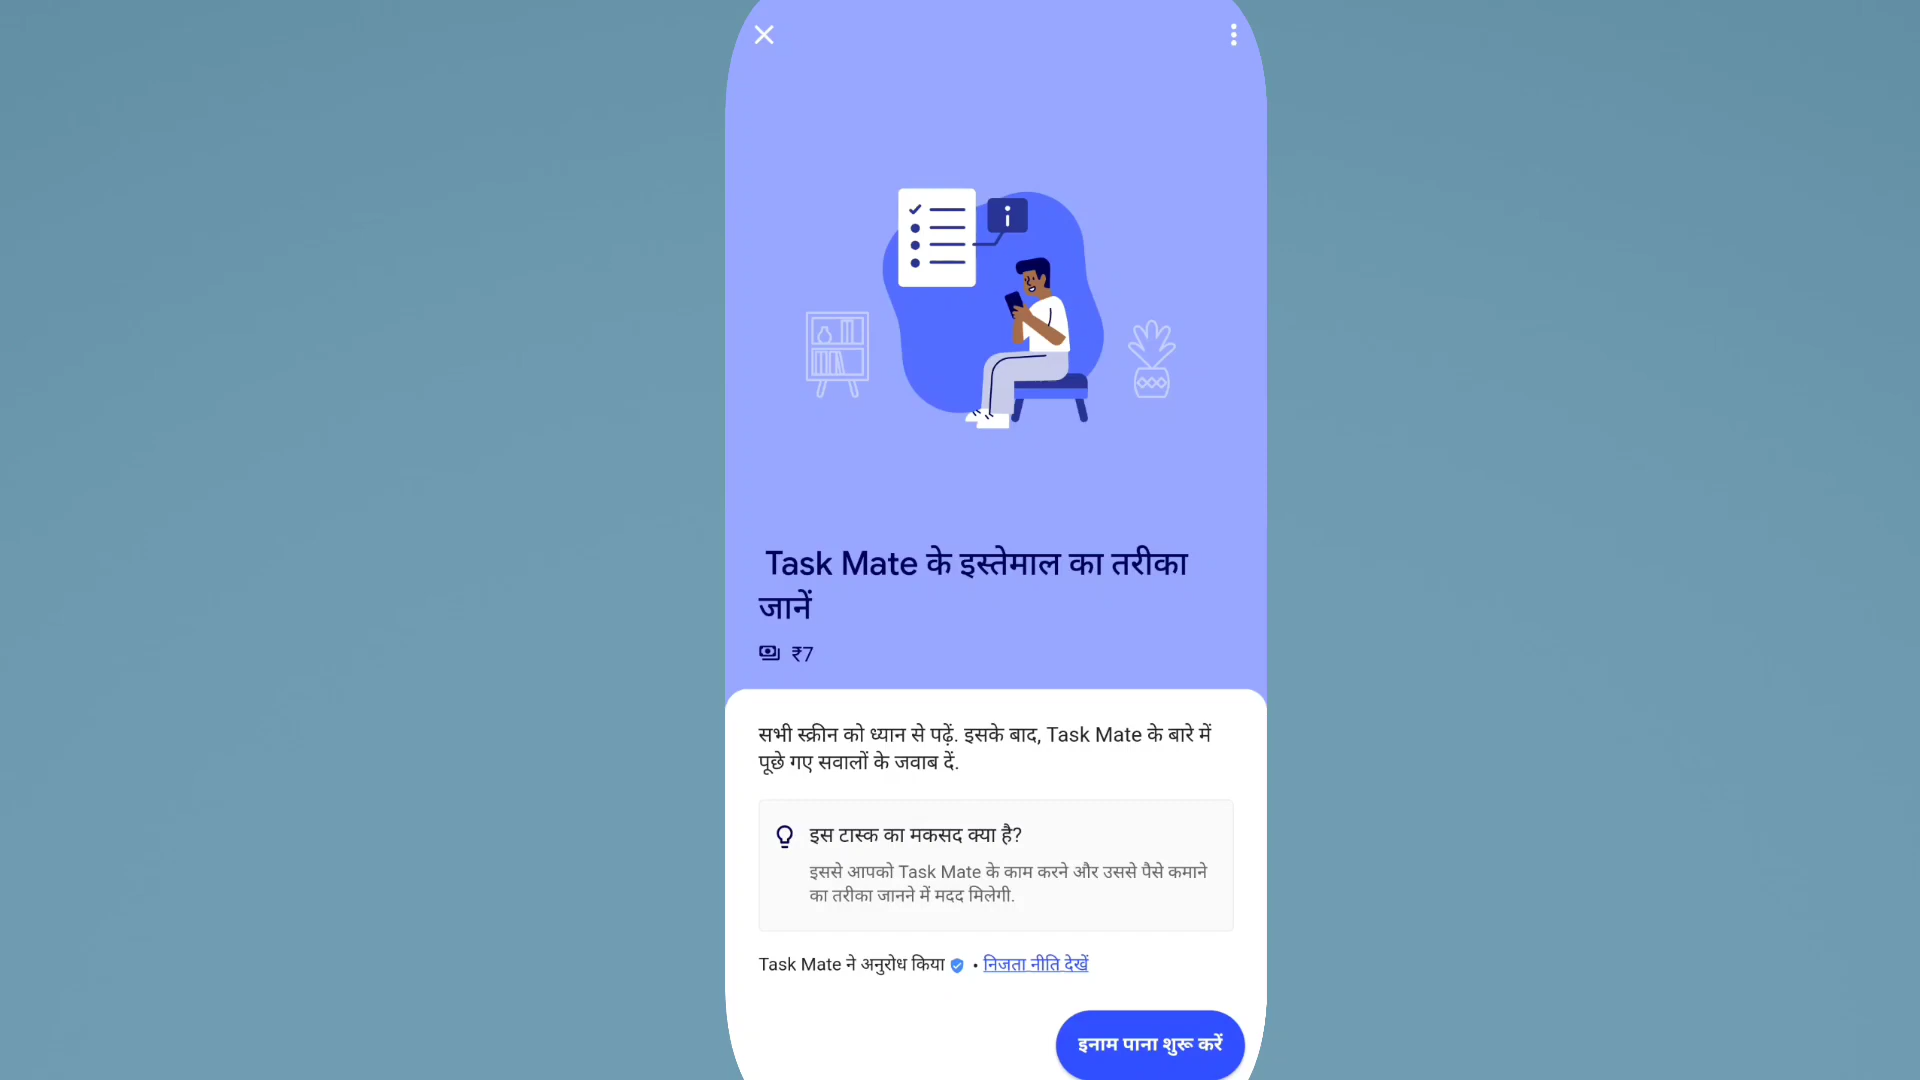 Task Mate के इस्तेमाल का तरीका
जानें
₹7
सभी स्क्रीन को ध्यान से पढ़ें. इसके बाद, Task Mate के बारे में
पूछे गए सवालों के जवाब दें.
इस टास्क का मकसद क्या है?
इससे आपको Task Mate के काम करने और उससे पैसे कमाने
का तरीका जानने में मदद मिलेगी.
Task Mate ने अनुरोध किया • निजता नीति देखें
इनाम पाना शुरू करें